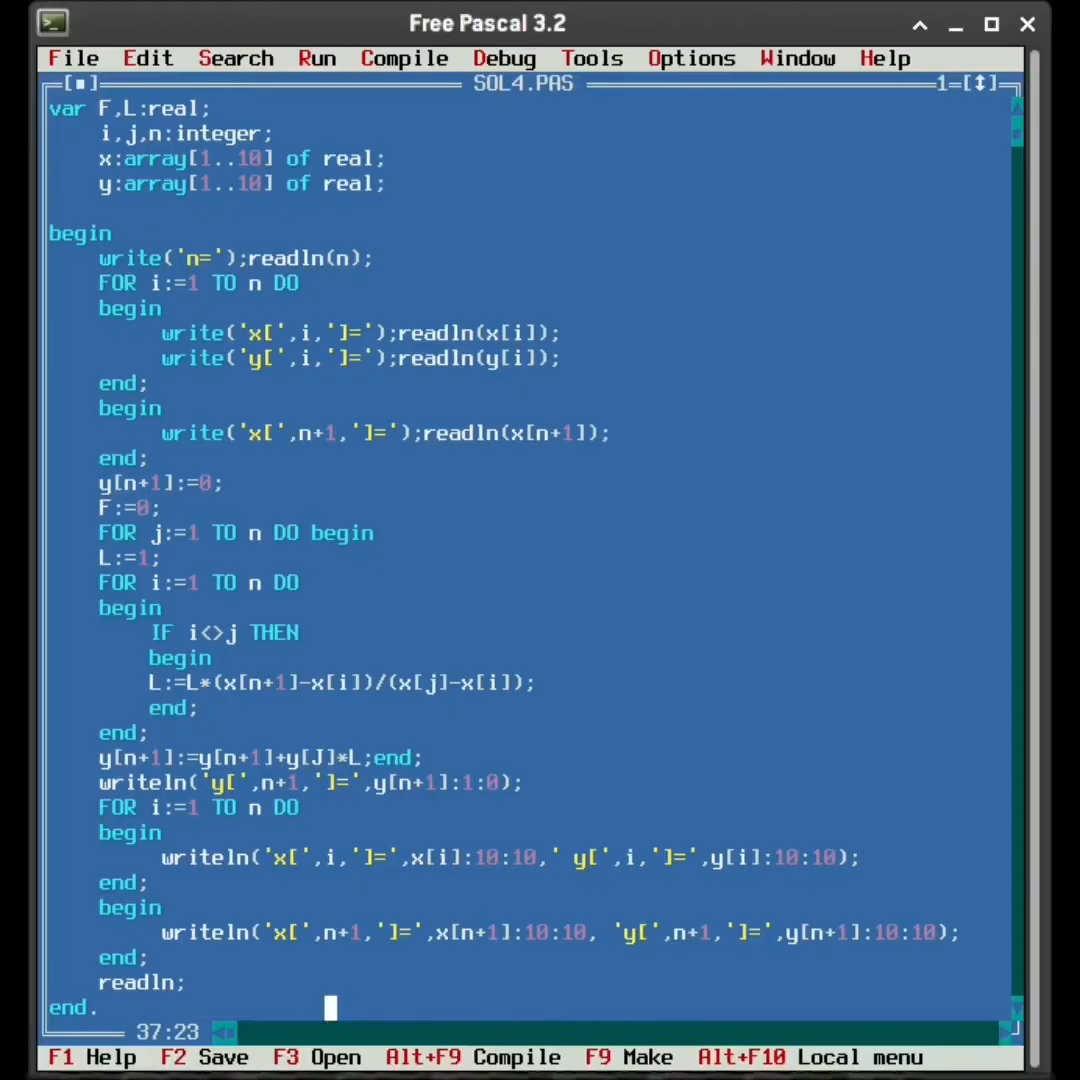 Free Pascal 3.2
File Edit Search Run Compile Debug Tools Options Window Help
[■] SOL4.PAS 1=[↕]
var F,L:real;
i,j,n:integer;
x:array[1..10] of real;
y:array[1..10] of real;
begin
write('n=');readln(n);
FOR i:=1 TO n DO
begin
write('x[',i,']=');readln(x[i]);
write('y[',i,']=');readln(y[i]);
end;
begin
write('x[',n+1,']=');readln(x[n+1]);
end;
y[n+1]:=0;
F:=0;
FOR j:=1 TO n DO begin
L:=1;
FOR i:=1 TO n DO
begin
IF i<>j THEN
begin
L:=L*(x[n+1]-x[i])/(x[j]-x[i]);
end;
end;
y[n+1]:=y[n+1]+y[J]*L;end;
writeln('y[',n+1,']=',y[n+1]:1:0);
FOR i:=1 TO n DO
begin
writeln('x[',i,']=',x[i]:10:10,' y[',i,']=',y[i]:10:10);
end;
begin
writeln('x[',n+1,']=',x[n+1]:10:10, 'y[',n+1,']=',y[n+1]:10:10);
end;
readln;
end.
37:23
F1 Help F2 Save F3 Open Alt+F9 Compile F9 Make Alt+F10 Local menu